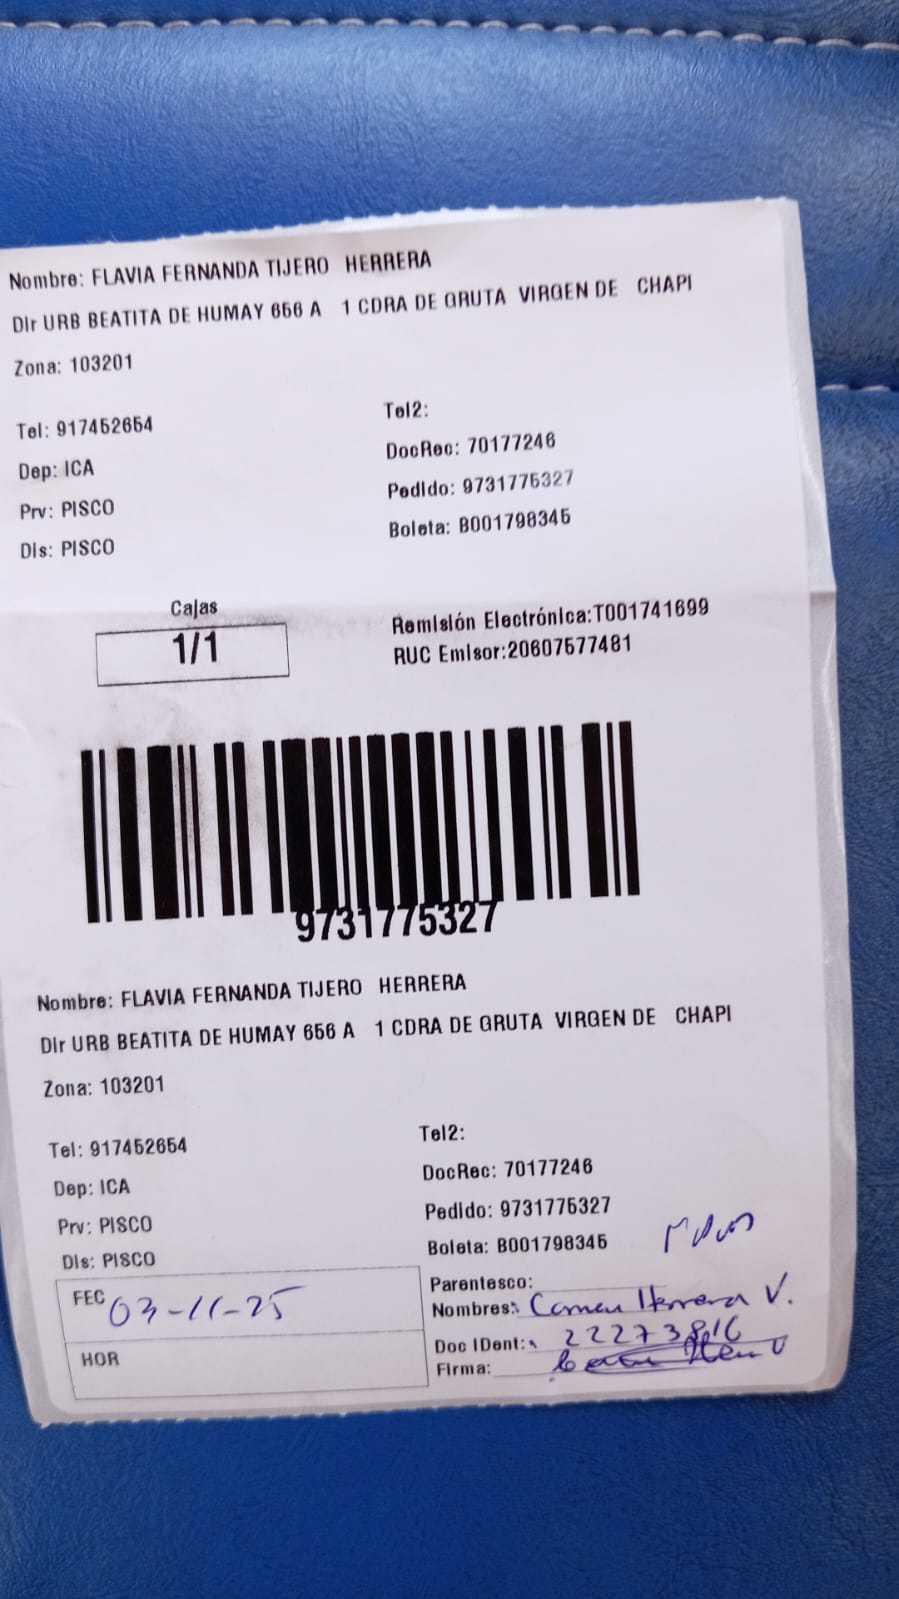 Nombre: FLAVIA FERNANDA TIJERO HERRERA
Dir URB BEATITA DE HUMAY 656 A 1 CDRA DE GRUTA VIRGEN DE CHAPI
Zona: 103201
Tel: 917452654
Tel2:
Dep: ICA
DocRec: 70177246
Prv: PISCO
Pedido: 9731775327
Dis: PISCO
Boleta: B001798345
Cajas
1/1
Remisión Electrónica:T001741699
RUC Emisor:20607577481
9731775327
Nombre: FLAVIA FERNANDA TIJERO HERRERA
Dir URB BEATITA DE HUMAY 656 A 1 CDRA DE GRUTA VIRGEN DE CHAPI
Zona: 103201
Tel: 917452654
Tel2:
Dep: ICA
DocRec: 70177246
Prv: PISCO
Pedido: 9731775327
Dis: PISCO
Boleta: B001798345
FEC 03-11-25
HOR
Parentesco:
Nombres: Carmen Herrera V.
Doc IDent: 22273816
Firma: